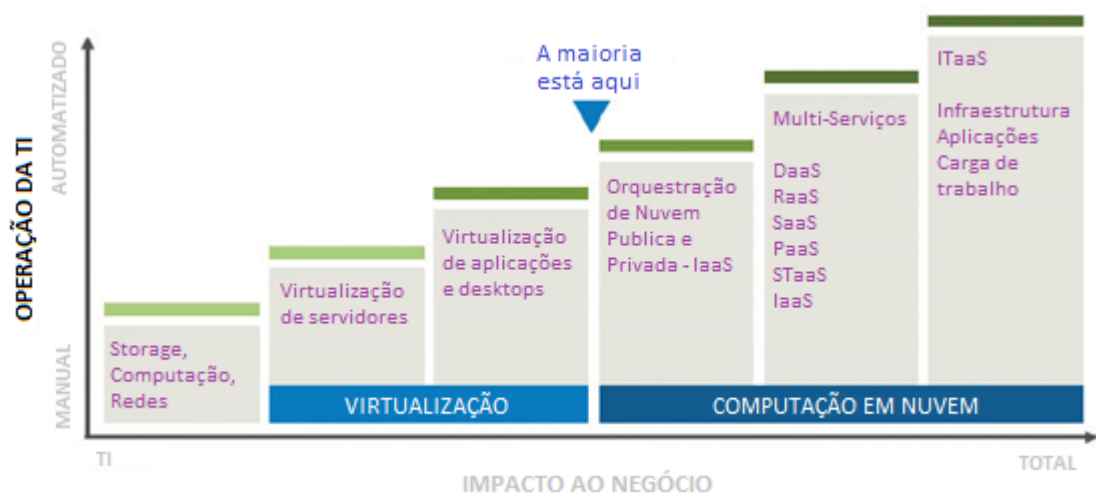 OPERAÇÃO DA TI
AUTOMATIZADO
MANUAL
A maioria
está aqui
Storage,
Computação,
Redes
Virtualização
de servidores
Virtualização
de aplicações
e desktops
VIRTUALIZAÇÃO
Orquestração
de Nuvem
Publica e
Privada - IaaS
Multi-Serviços
DaaS
RaaS
SaaS
PaaS
STaaS
IaaS
ITaaS
Infraestrutura
Aplicações
Carga de
trabalho
COMPUTAÇÃO EM NUVEM
TI
TOTAL
IMPACTO AO NEGÓCIO